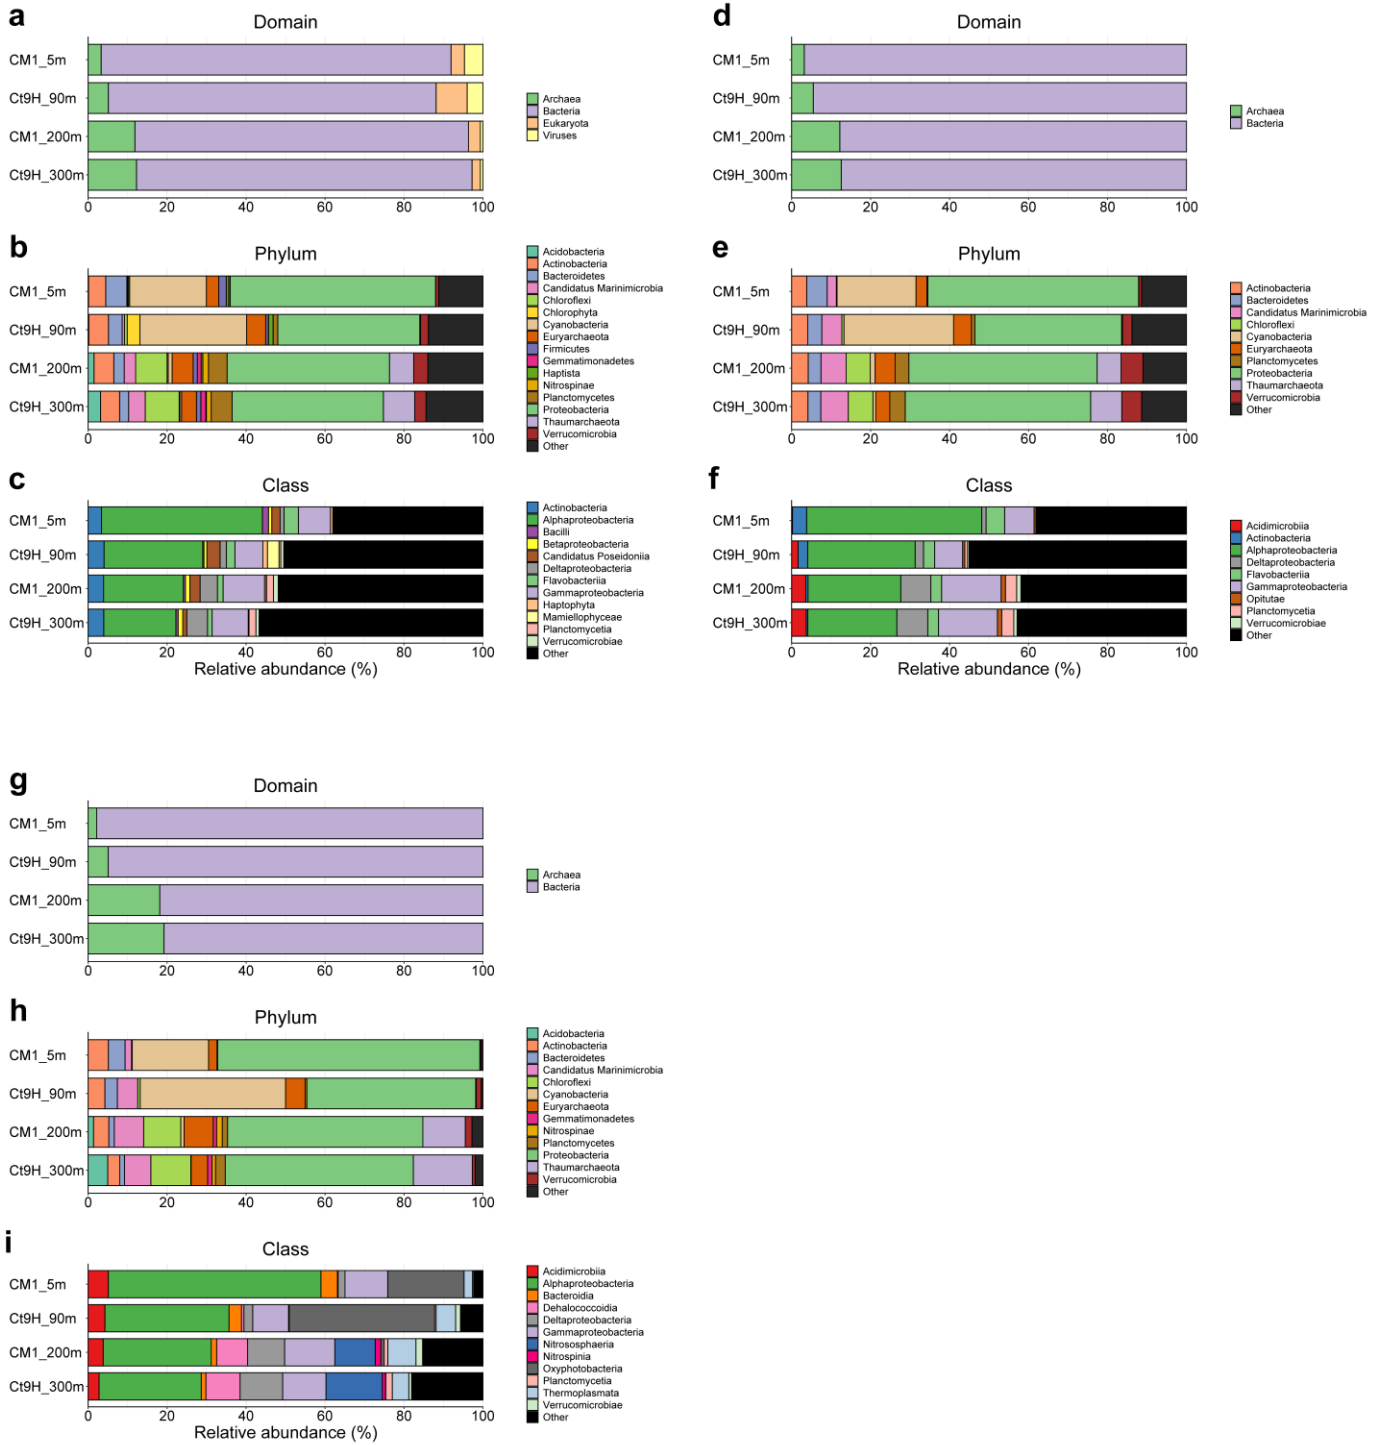 a
Domain
CM1_5m
Ct9H_90m
CM1_200m
Ct9H_300m
0 20 40 60 80 100
Archaea
Bacteria
Eukaryota
Viruses
d
Domain
CM1_5m
Ct9H_90m
CM1_200m
Ct9H_300m
0 20 40 60 80 100
Archaea
Bacteria
b
Phylum
CM1_5m
Ct9H_90m
CM1_200m
Ct9H_300m
0 20 40 60 80 100
Acidobacteria
Actinobacteria
Bacteroidetes
Candidatus Marinimicrobia
Chloroflexi
Chlorophyta
Cyanobacteria
Euryarchaeota
Firmicutes
Gemmatimonadetes
Haptista
Nitrospinae
Planctomycetes
Proteobacteria
Thaumarchaeota
Verrucomicrobia
Other
e
Phylum
CM1_5m
Ct9H_90m
CM1_200m
Ct9H_300m
0 20 40 60 80 100
Actinobacteria
Bacteroidetes
Candidatus Marinimicrobia
Chloroflexi
Cyanobacteria
Euryarchaeota
Planctomycetes
Proteobacteria
Thaumarchaeota
Verrucomicrobia
Other
c
Class
CM1_5m
Ct9H_90m
CM1_200m
Ct9H_300m
0 20 40 60 80 100
Relative abundance (%)
Actinobacteria
Alphaproteobacteria
Bacilli
Betaproteobacteria
Candidatus Poseidoniia
Deltaproteobacteria
Flavobacteriia
Gammaproteobacteria
Haptophyta
Mamiellophyceae
Planctomycetia
Verrucomicrobiae
Other
f
Class
CM1_5m
Ct9H_90m
CM1_200m
Ct9H_300m
0 20 40 60 80 100
Relative abundance (%)
Acidimicrobiia
Actinobacteria
Alphaproteobacteria
Deltaproteobacteria
Flavobacteriia
Gammaproteobacteria
Opitutae
Planctomycetia
Verrucomicrobiae
Other
g
Domain
CM1_5m
Ct9H_90m
CM1_200m
Ct9H_300m
0 20 40 60 80 100
Archaea
Bacteria
h
Phylum
CM1_5m
Ct9H_90m
CM1_200m
Ct9H_300m
0 20 40 60 80 100
Acidobacteria
Actinobacteria
Bacteroidetes
Candidatus Marinimicrobia
Chloroflexi
Cyanobacteria
Euryarchaeota
Gemmatimonadetes
Nitrospinae
Planctomycetes
Proteobacteria
Thaumarchaeota
Verrucomicrobia
Other
i
Class
CM1_5m
Ct9H_90m
CM1_200m
Ct9H_300m
0 20 40 60 80 100
Relative abundance (%)
Acidimicrobiia
Alphaproteobacteria
Bacteroidia
Dehalococcoidia
Deltaproteobacteria
Gammaproteobacteria
Nitrososphaeria
Nitrospinia
Oxyphotobacteria
Planctomycetia
Thermoplasmata
Verrucomicrobiae
Other